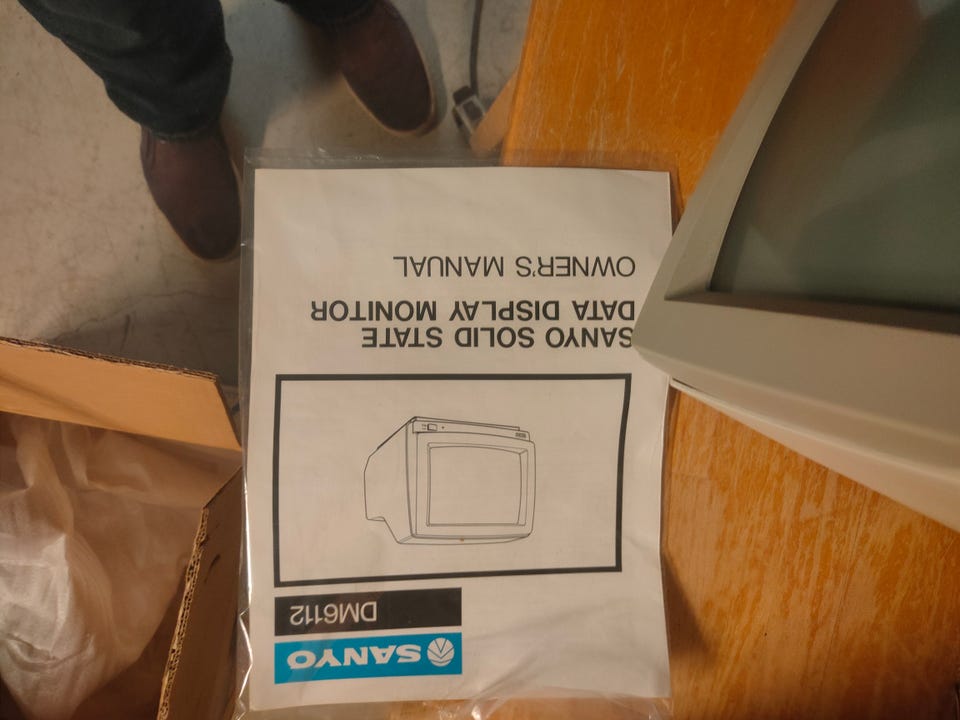 OWNER'S MANUAL
SANYO SOLID STATE
DATA DISPLAY MONITOR
DM6112
SANYO